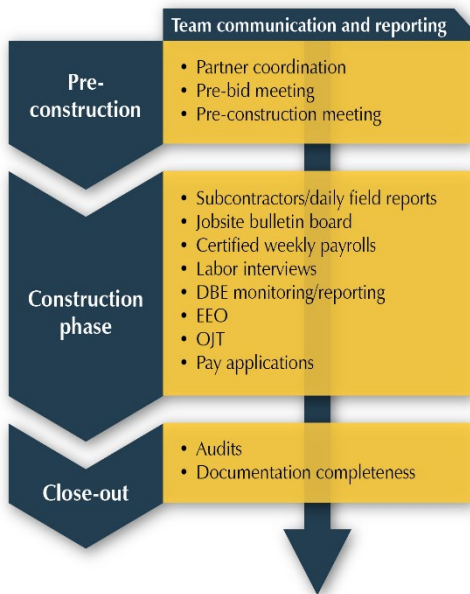 Team communication and reporting
Pre-
construction
• Partner coordination
• Pre-bid meeting
• Pre-construction meeting
Construction
phase
• Subcontractors/daily field reports
• Jobsite bulletin board
• Certified weekly payrolls
• Labor interviews
• DBE monitoring/reporting
• EEO
• OJT
• Pay applications
Close-out
• Audits
• Documentation completeness